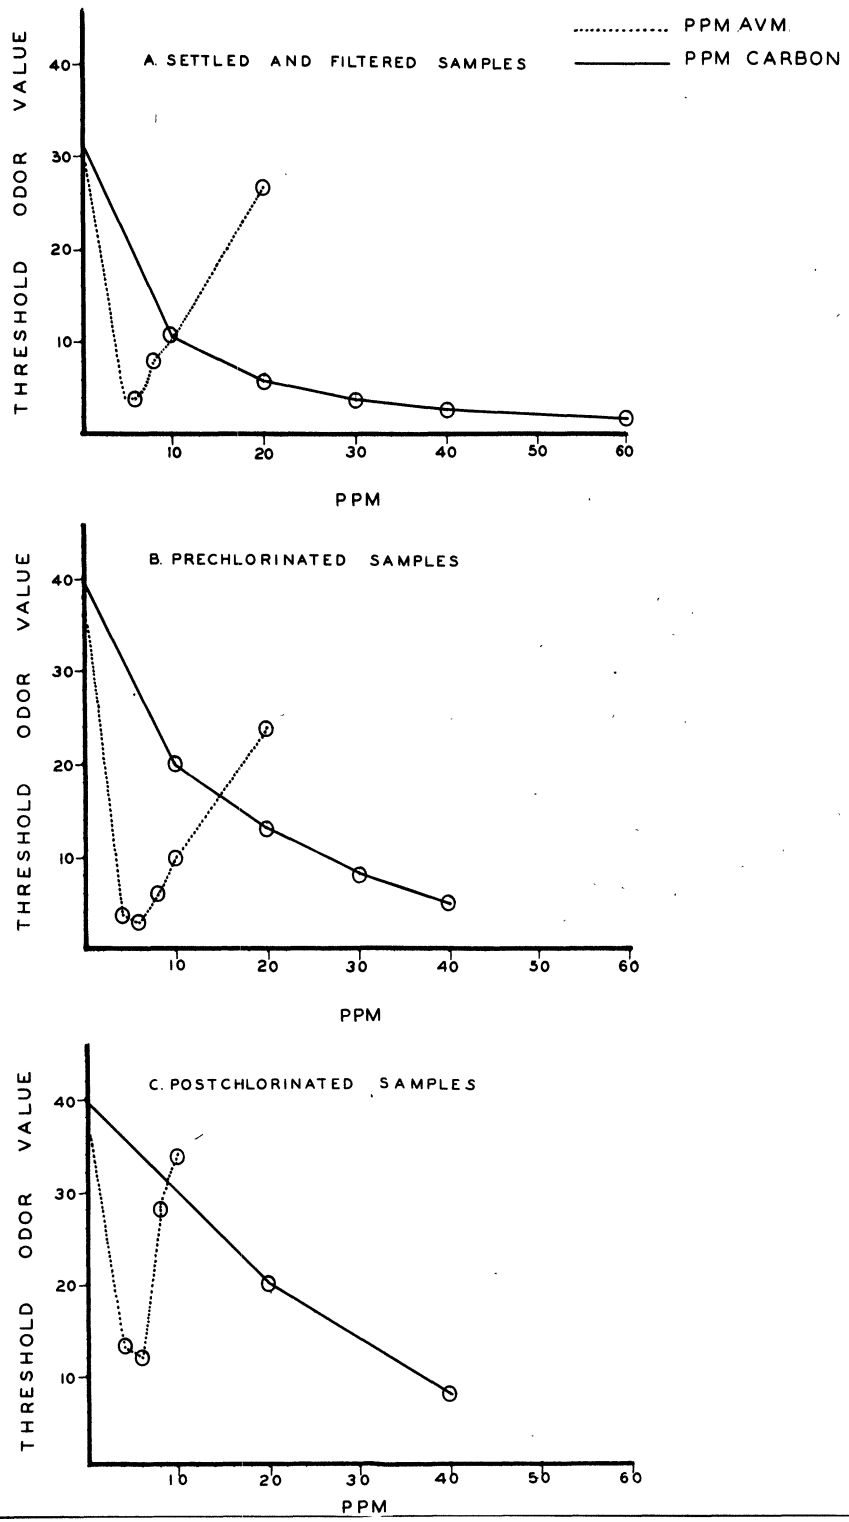 PPM AVM.
PPM CARBON
A. SETTLED AND FILTERED SAMPLES
THRESHOLD ODOR VALUE
40
30
20
10
10 20 30 40 50 60
PPM
B. PRECHLORINATED SAMPLES
THRESHOLD ODOR VALUE
40
30
20
10
10 20 30 40 50 60
PPM
C. POSTCHLORINATED SAMPLES
THRESHOLD ODOR VALUE
40
30
20
10
10 20 30 40 50 60
PPM